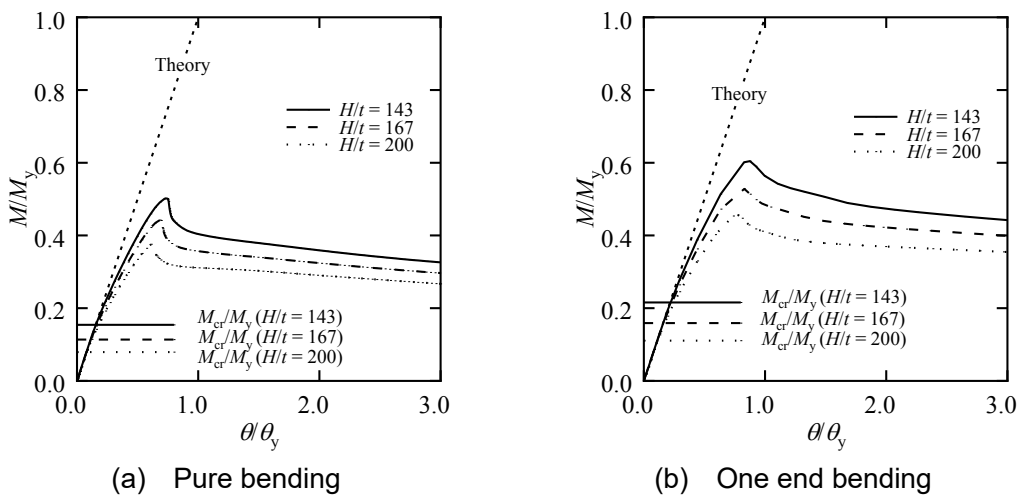 1.0
0.8
0.6
0.4
0.2
0.0
M/My
Theory
H/t = 143
H/t = 167
H/t = 200
Mcr/My (H/t = 143)
Mcr/My (H/t = 167)
Mcr/My (H/t = 200)
0.0 1.0 2.0 3.0
θ/θy
(a) Pure bending
1.0
0.8
0.6
0.4
0.2
0.0
M/My
Theory
H/t = 143
H/t = 167
H/t = 200
Mcr/My (H/t = 143)
Mcr/My (H/t = 167)
Mcr/My (H/t = 200)
0.0 1.0 2.0 3.0
θ/θy
(b) One end bending